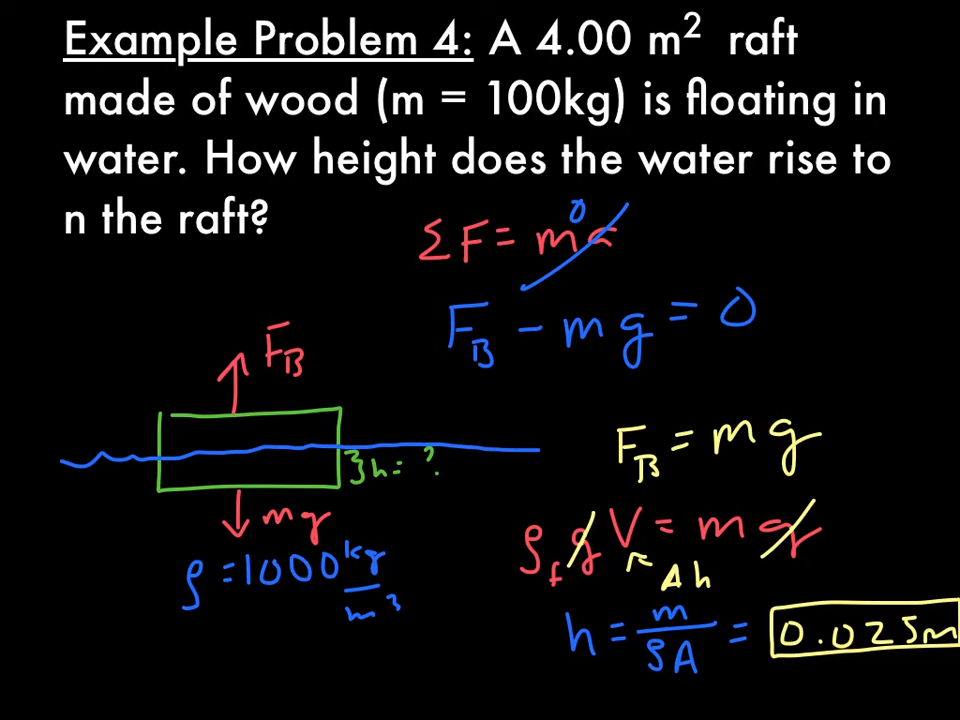 Example Problem 4: A 4.00 m² raft
made of wood (m = 100kg) is floating in
water. How height does the water rise to
n the raft?
ΣF = ma 0
F_B - mg = 0
F_B
F_B = mg
}h = ?
mg
ρ_f g V = mg
ρ = 1000 kg/m³
Ah
h = m/ρA = 0.025m